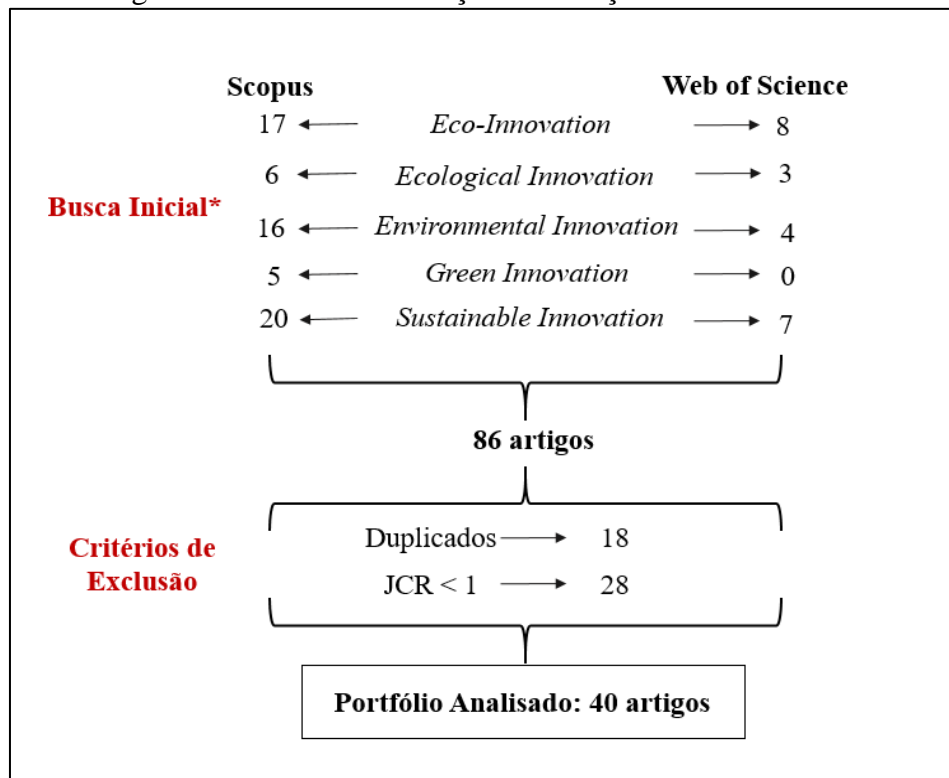 Scopus Web of Science
17 Eco-Innovation 8
6 Ecological Innovation 3
Busca Inicial*
16 Environmental Innovation 4
5 Green Innovation 0
20 Sustainable Innovation 7
86 artigos
Critérios de
Exclusão
Duplicados 18
JCR < 1 28
Portfólio Analisado: 40 artigos